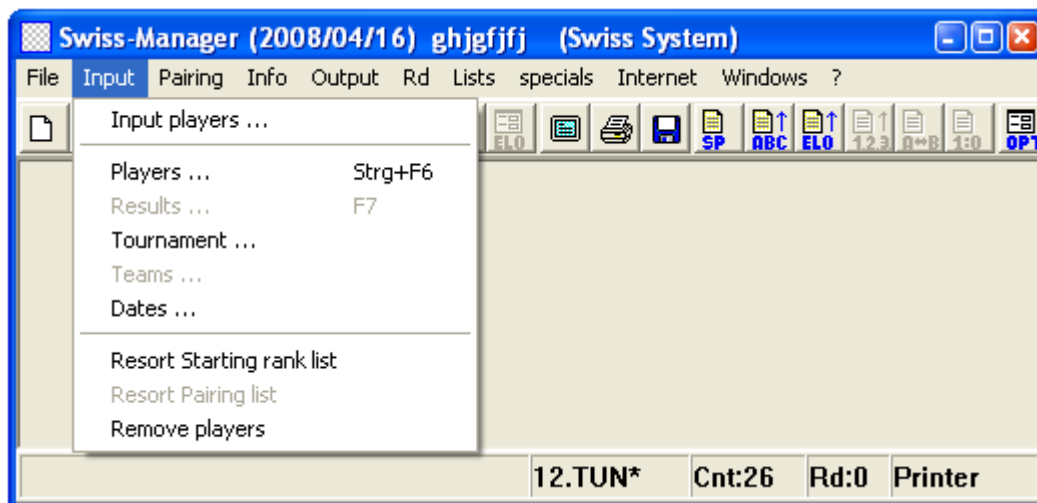 Swiss-Manager (2008/04/16) ghjgfjfj (Swiss System)
File Input Pairing Info Output Rd Lists specials Internet Windows ?
ELO SP ABC ELO 1.2.3 A↔B 1:0 OPT
Input players ...
Players ... Strg+F6
Results ... F7
Tournament ...
Teams ...
Dates ...
Resort Starting rank list
Resort Pairing list
Remove players
12.TUN* Cnt:26 Rd:0 Printer